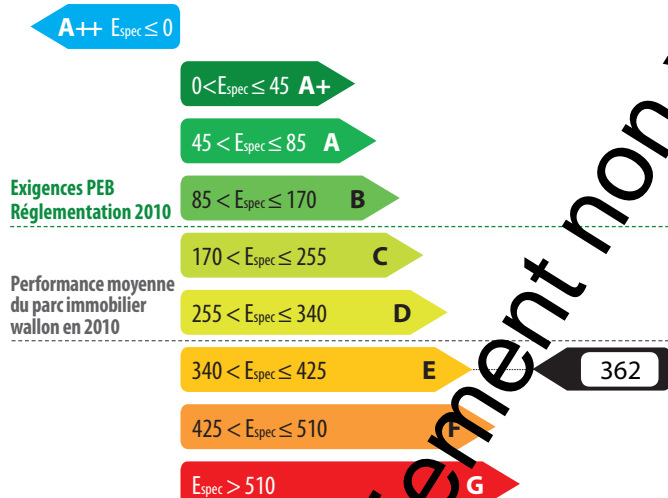 A++ Espec ≤ 0
0<Espec ≤ 45 A+
45 < Espec ≤ 85 A
Exigences PEB
Réglementation 2010
85 < Espec ≤ 170 B
170 < Espec ≤ 255 C
Performance moyenne
du parc immobilier
wallon en 2010
255 < Espec ≤ 340 D
340 < Espec ≤ 425 E
362
425 < Espec ≤ 510 F
Espec > 510 G
ement non